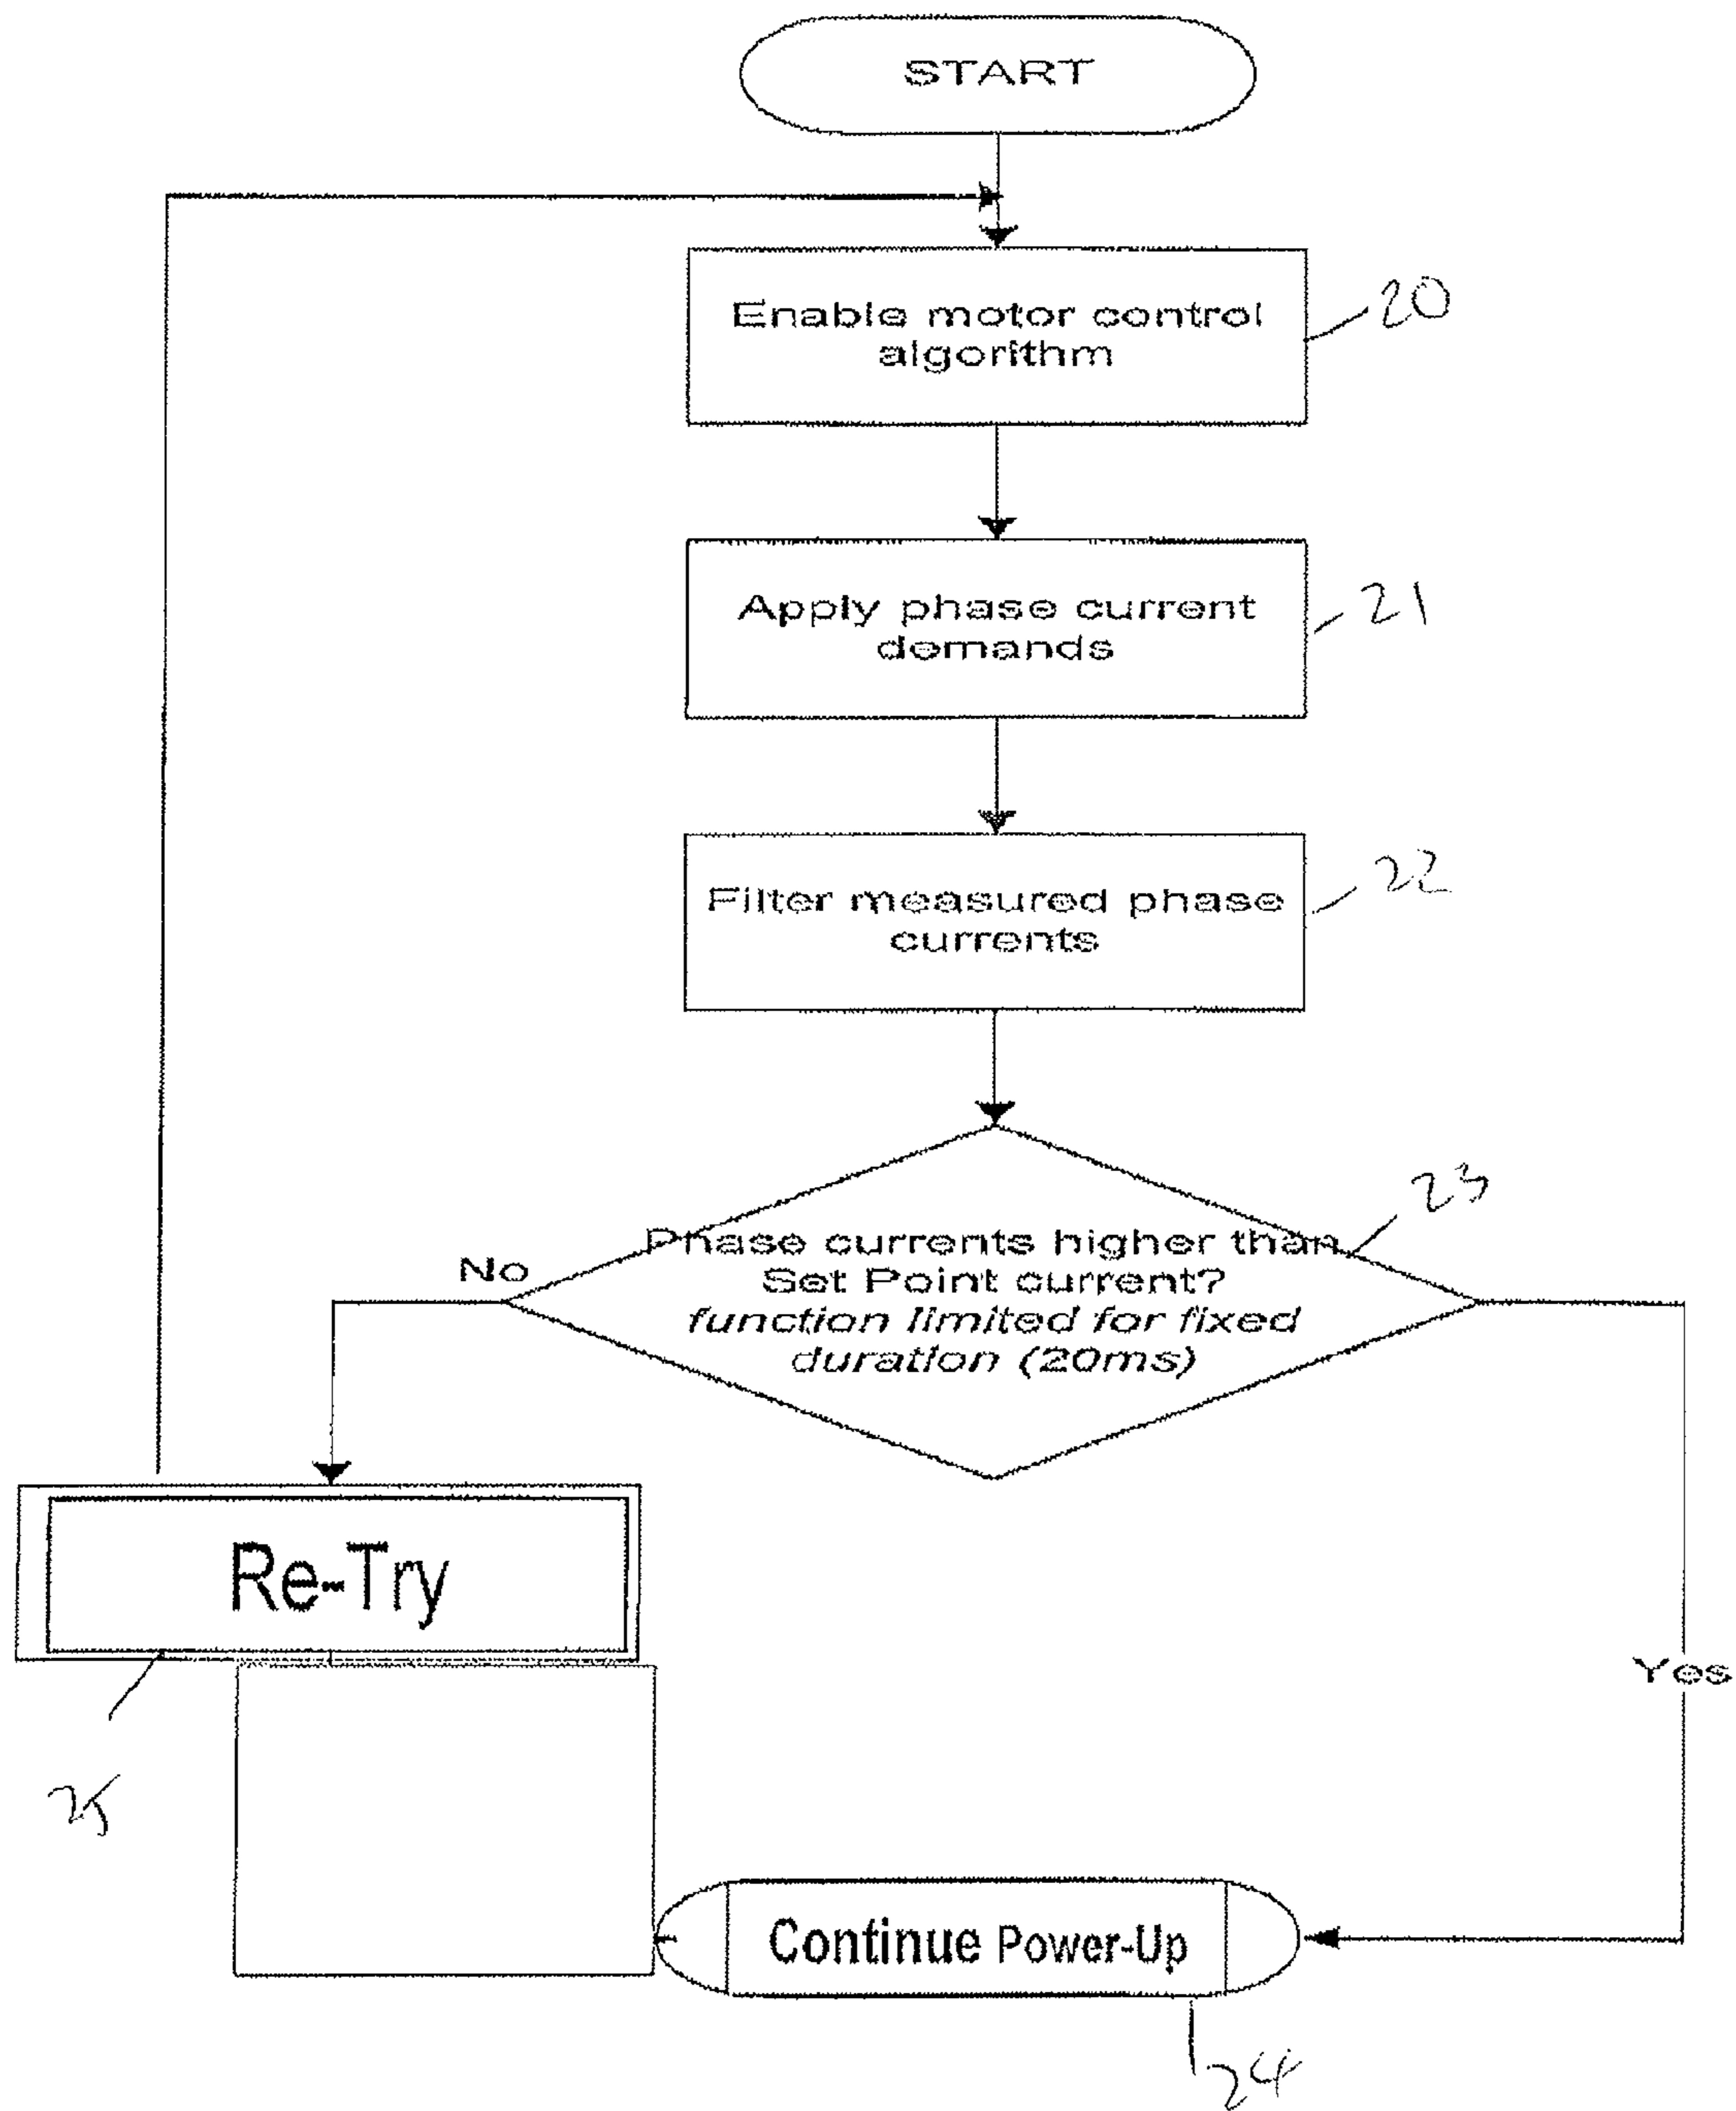 START
Enable motor control
algorithm
20
Apply phase current
demands
21
Filter measured phase
currents
22
Phase currents higher than
Set Point current?
function limited for fixed
duration (20ms)
23
No
Re-Try
Yes
25
Continue Power-Up
24